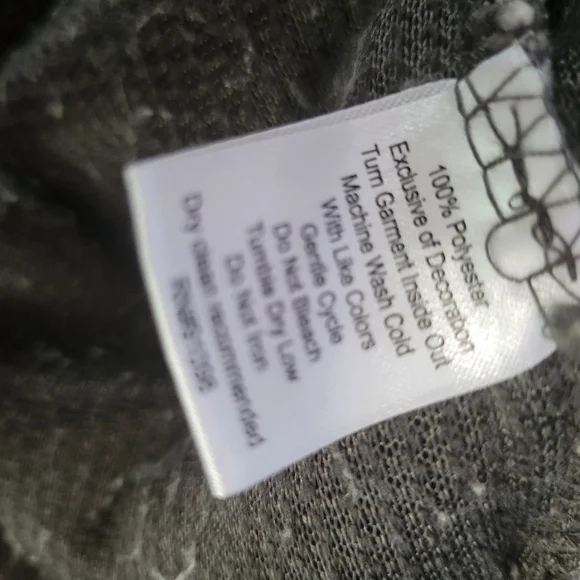 100% Polyester
Exclusive of Decoration
Turn Garment Inside Out
Machine Wash Cold
With Like Colors
Gentle Cycle
Do Not Bleach
Tumble Dry Low
Do Not Iron
Dry clean recommended